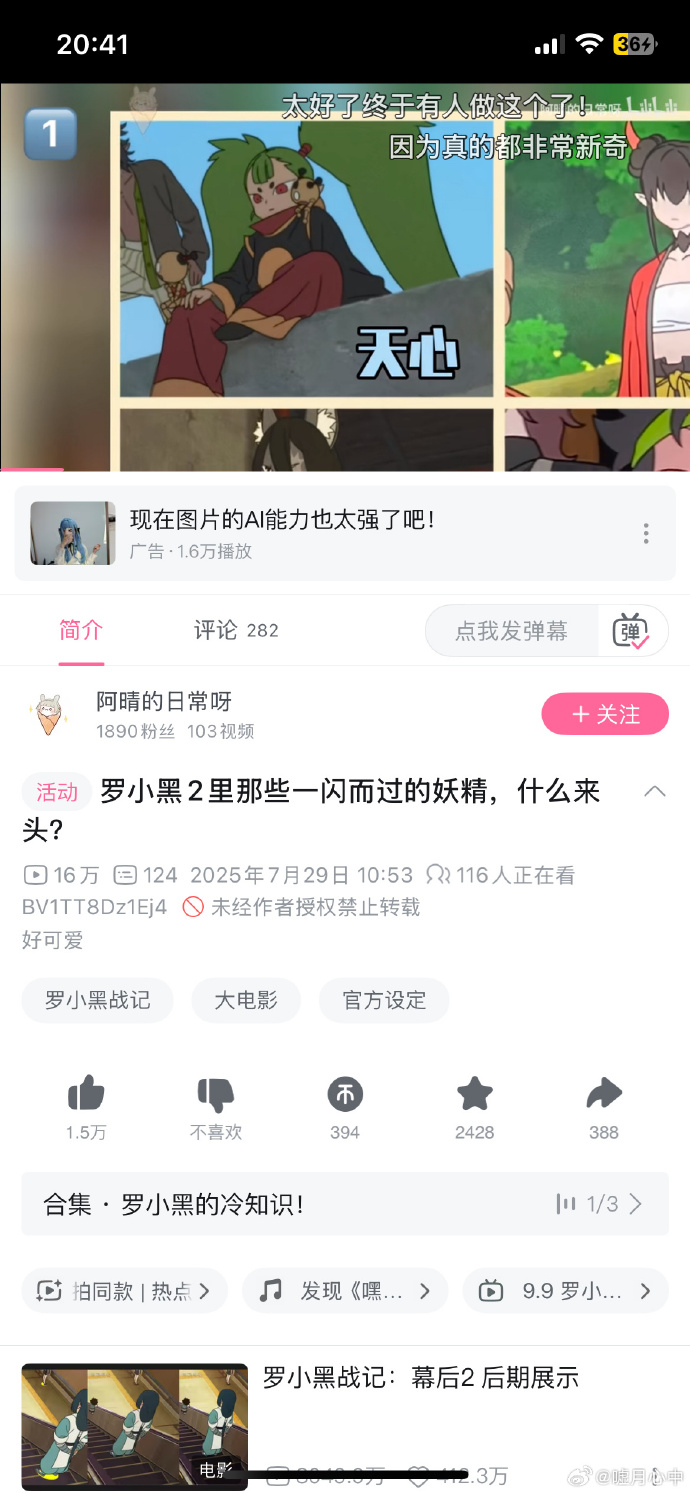 20:41
36
太好了终于有人做这个了!
因为真的都非常新奇
1
天心
现在图片的AI能力也太强了吧!
广告·1.6万播放
简介
评论 282
点我发弹幕
弹
阿晴的日常呀
1890粉丝 103视频
+ 关注
活动 罗小黑2里那些一闪而过的妖精，什么来
头?
16万 124 2025年7月29日 10:53 116人正在看
BV1TT8Dz1Ej4 未经作者授权禁止转载
好可爱
罗小黑战记
大电影
官方设定
1.5万
不喜欢
394
2428
388
合集·罗小黑的冷知识!
1/3
拍同款 | 热点
发现《嘿...
9.9 罗小...
罗小黑战记：幕后2 后期展示
电影
@嘘月心中